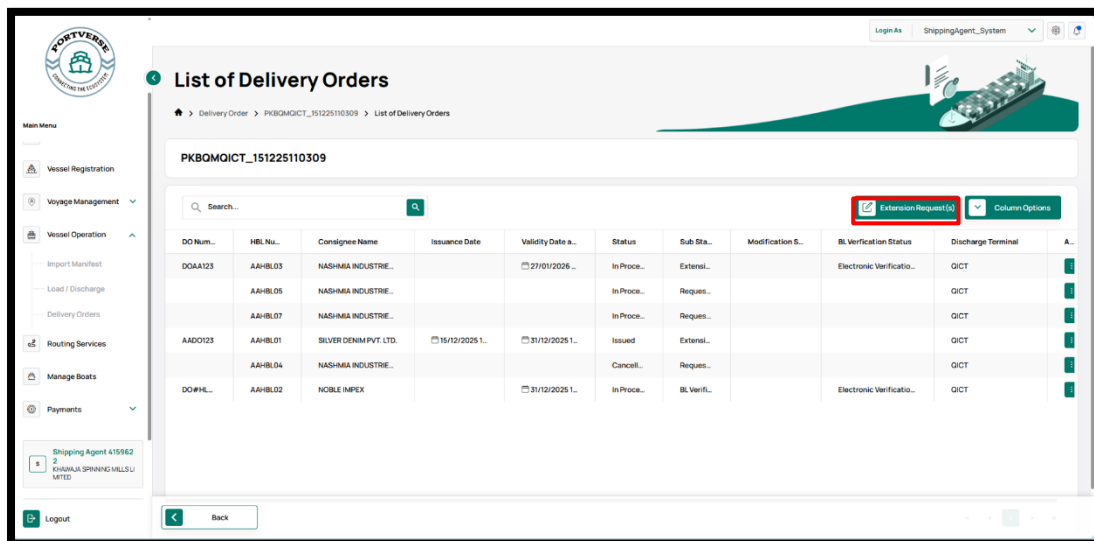 PORTVERSE
CONNECTING THE ECOSYSTEM
Login As ShippingAgent_System
List of Delivery Orders
Delivery Order > PKBQMQICT_151225110309 > List of Delivery Orders
Main Menu
PKBQMQICT_151225110309
Vessel Registration
Voyage Management
Search...
Extension Request(s)
Column Options
Vessel Operation
Import Manifest
Load / Discharge
Delivery Orders
Routing Services
Manage Boats
Payments
DO Num... HBL Nu... Consignee Name Issuance Date Validity Date a... Status Sub Sta... Modification S... BL Verfication Status Discharge Terminal A...
DOAA123 AAHBL03 NASHMIA INDUSTRIE... 27/01/2026 ... In Proce... Extensi... Electronic Verificatio... QICT
AAHBL05 NASHMIA INDUSTRIE... In Proce... Reques... QICT
AAHBL07 NASHMIA INDUSTRIE... In Proce... Reques... QICT
AADO123 AAHBL01 SILVER DENIM PVT. LTD. 15/12/2025 1... 31/12/2025 1... Issued Extensi... QICT
AAHBL04 NASHMIA INDUSTRIE... Cancell... Reques... QICT
DO#HL... AAHBL02 NOBLE IMPEX 31/12/2025 1... In Proce... BL Verifi... Electronic Verificatio... QICT
$
Shipping Agent 415962
2
KHAWAJA SPINNING MILLS LI
MITED
Logout
Back
1